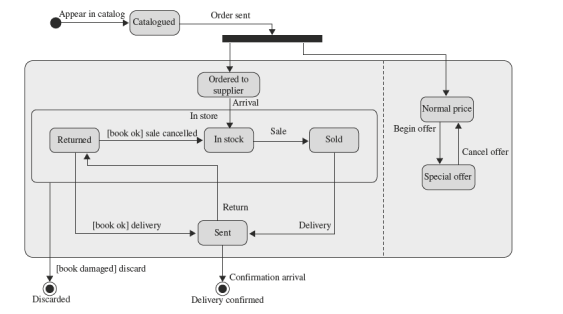 Appear in catalog
Catalogued
Order sent
Ordered to
supplier
Arrival
In store
Returned
[book ok] sale cancelled
In stock
Sale
Sold
Normal price
Begin offer
Cancel offer
Special offer
Return
[book ok] delivery
Sent
Delivery
[book damaged] discard
Confirmation arrival
Discarded
Delivery confirmed